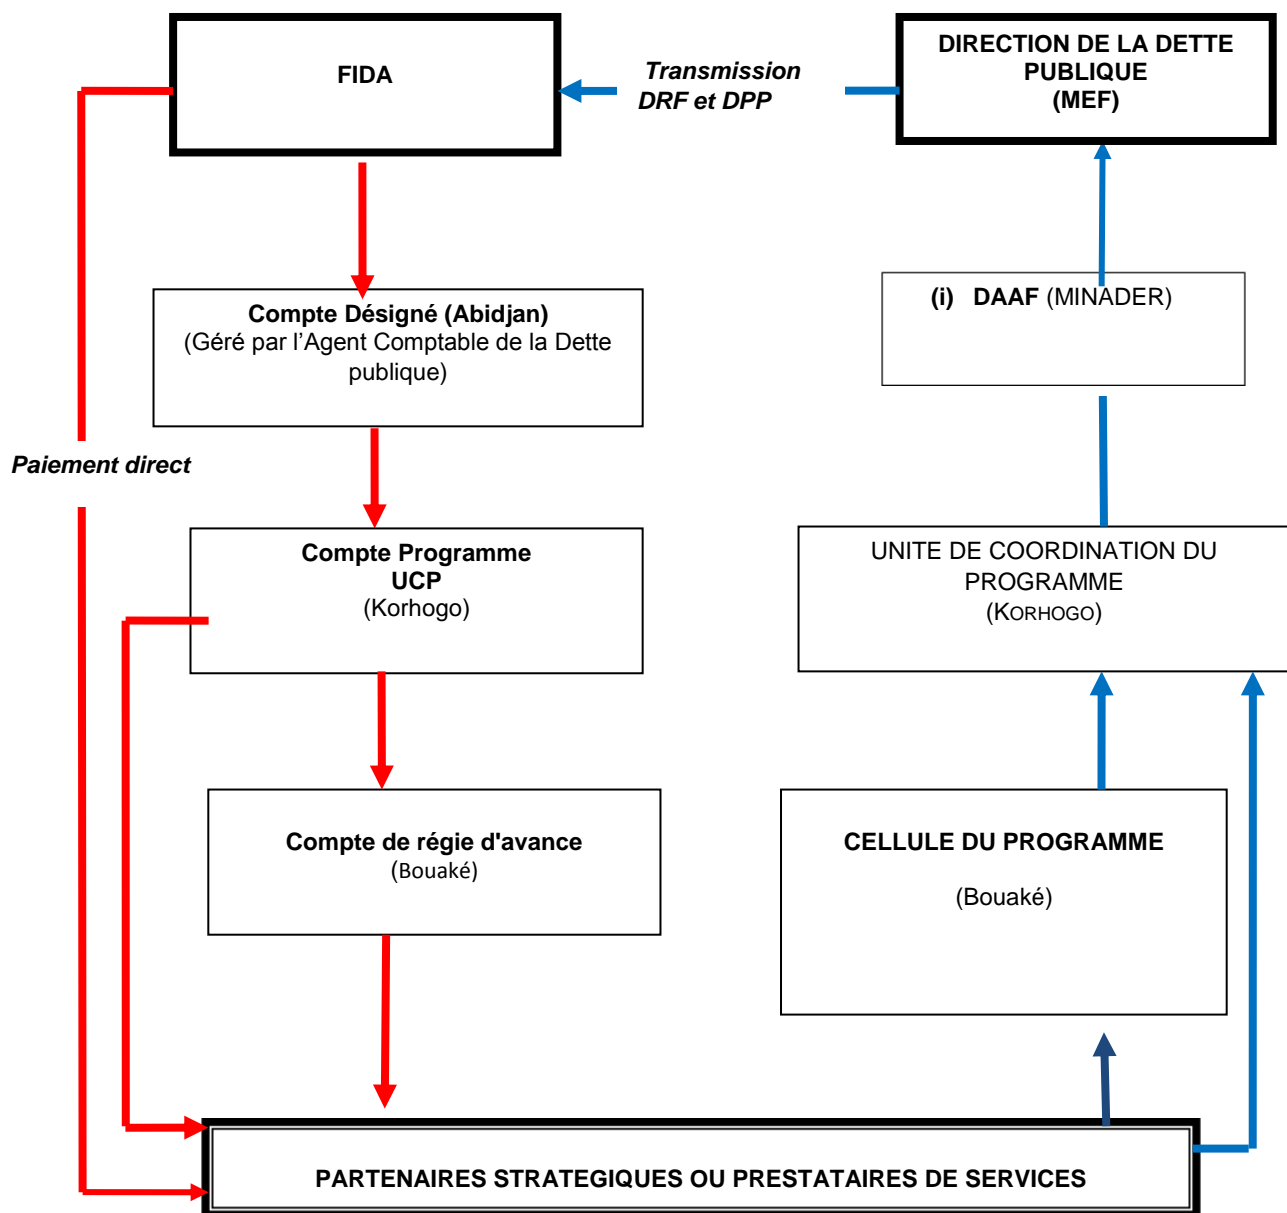 FIDA
Transmission
DRF et DPP
DIRECTION DE LA DETTE
PUBLIQUE
(MEF)
Compte Désigné (Abidjan)
(Géré par l'Agent Comptable de la Dette
publique)
(i) DAAF (MINADER)
Paiement direct
Compte Programme
UCP
(Korhogo)
UNITE DE COORDINATION DU
PROGRAMME
(KORHOGO)
Compte de régie d'avance
(Bouaké)
CELLULE DU PROGRAMME
(Bouaké)
PARTENAIRES STRATEGIQUES OU PRESTATAIRES DE SERVICES